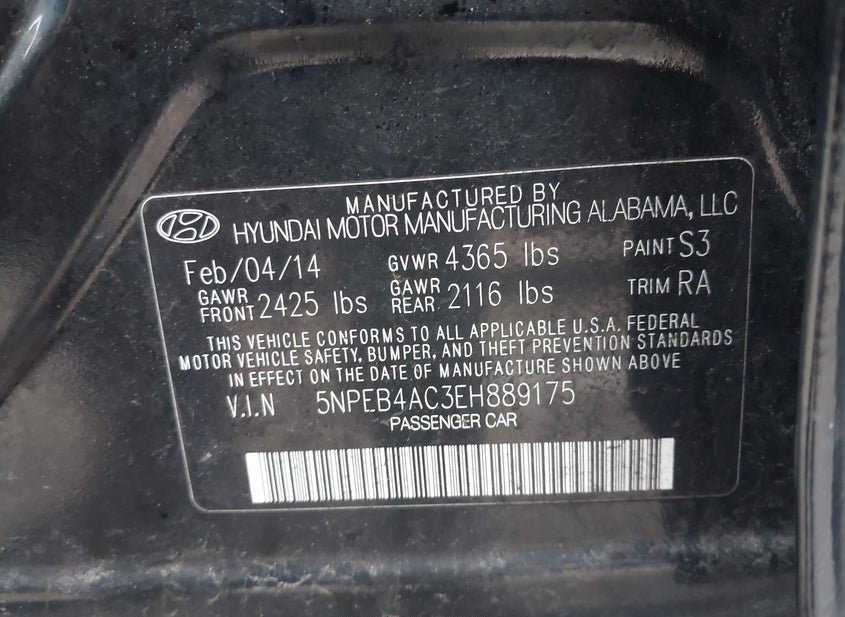 MANUFACTURED BY
HYUNDAI MOTOR MANUFACTURING ALABAMA, LLC
Feb/04/14 GVWR 4365 lbs PAINT S3
GAWR FRONT 2425 lbs GAWR REAR 2116 lbs TRIM RA
THIS VEHICLE CONFORMS TO ALL APPLICABLE U.S.A. FEDERAL
MOTOR VEHICLE SAFETY, BUMPER, AND THEFT PREVENTION STANDARDS
IN EFFECT ON THE DATE OF MANUFACTURE SHOWN ABOVE
V.I.N 5NPEB4AC3EH889175
PASSENGER CAR